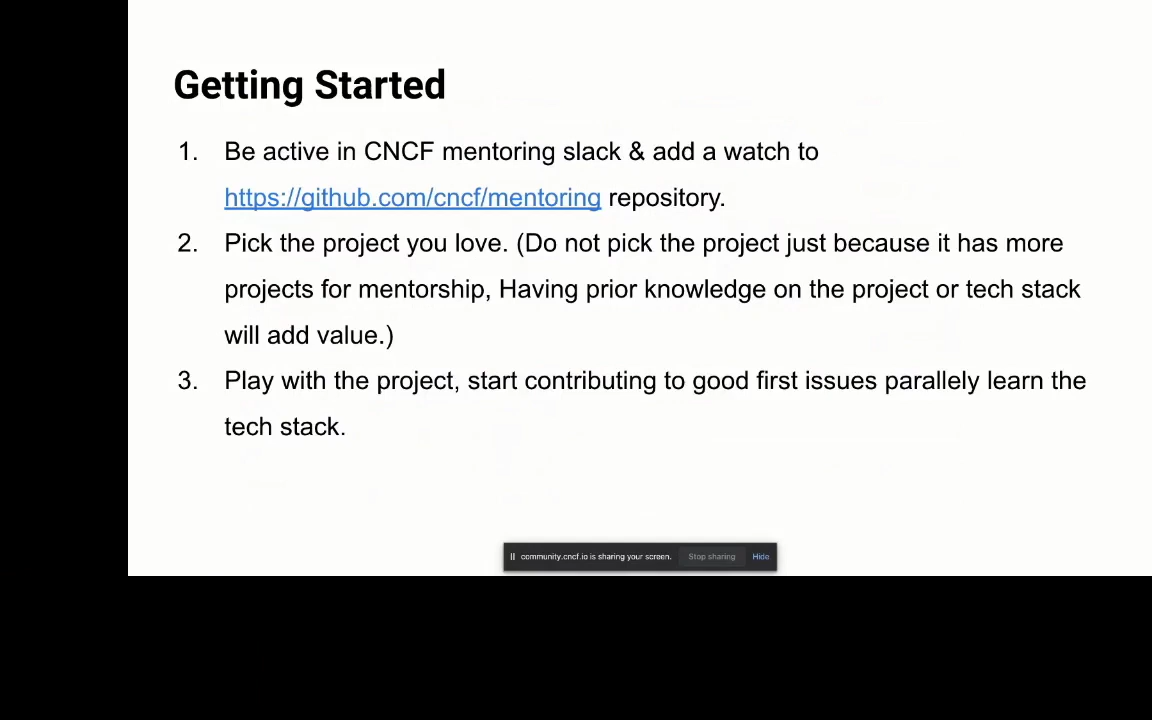 Getting Started
1. Be active in CNCF mentoring slack & add a watch to
https://github.com/cncf/mentoring repository.
2. Pick the project you love. (Do not pick the project just because it has more
projects for mentorship, Having prior knowledge on the project or tech stack
will add value.)
3. Play with the project, start contributing to good first issues parallely learn the
tech stack.
community.cncf.io is sharing your screen. Stop sharing Hide